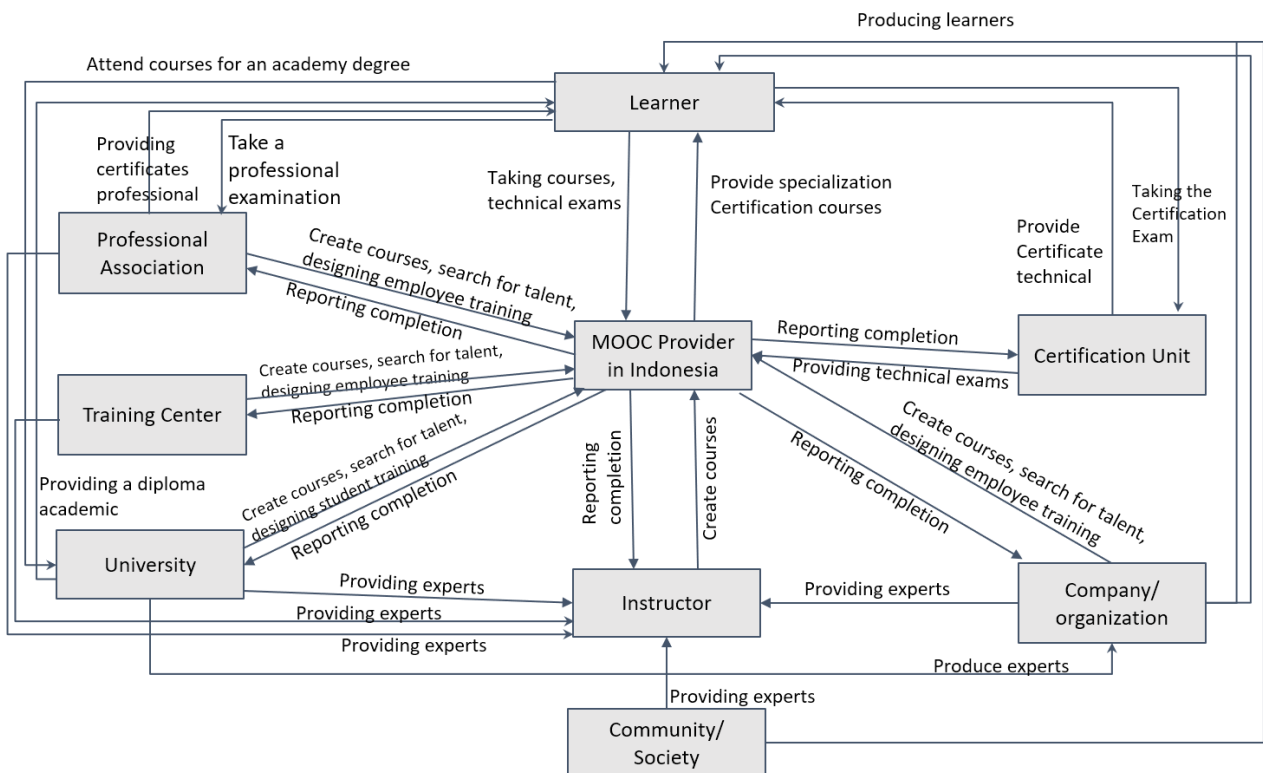 Producing learners
Attend courses for an academy degree
Learner
Providing
certificates
professional
Take a
professional
examination
Taking courses,
technical exams
Provide specialization
Certification courses
Taking the
Certification
Exam
Provide
Certificate
technical
Professional
Association
Create courses, search for talent,
designing employee training
Reporting completion
MOOC Provider
in Indonesia
Reporting completion
Providing technical exams
Certification Unit
Training Center
Create courses, search for talent,
designing employee training
Reporting completion
Create courses, search for talent,
designing student training
Reporting completion
Reporting
completion
Create courses
Reporting completion
Create courses, search for talent,
designing employee training
Providing a diploma
academic
University
Providing experts
Providing experts
Providing experts
Instructor
Providing experts
Company/
organization
Produce experts
Providing experts
Community/
Society